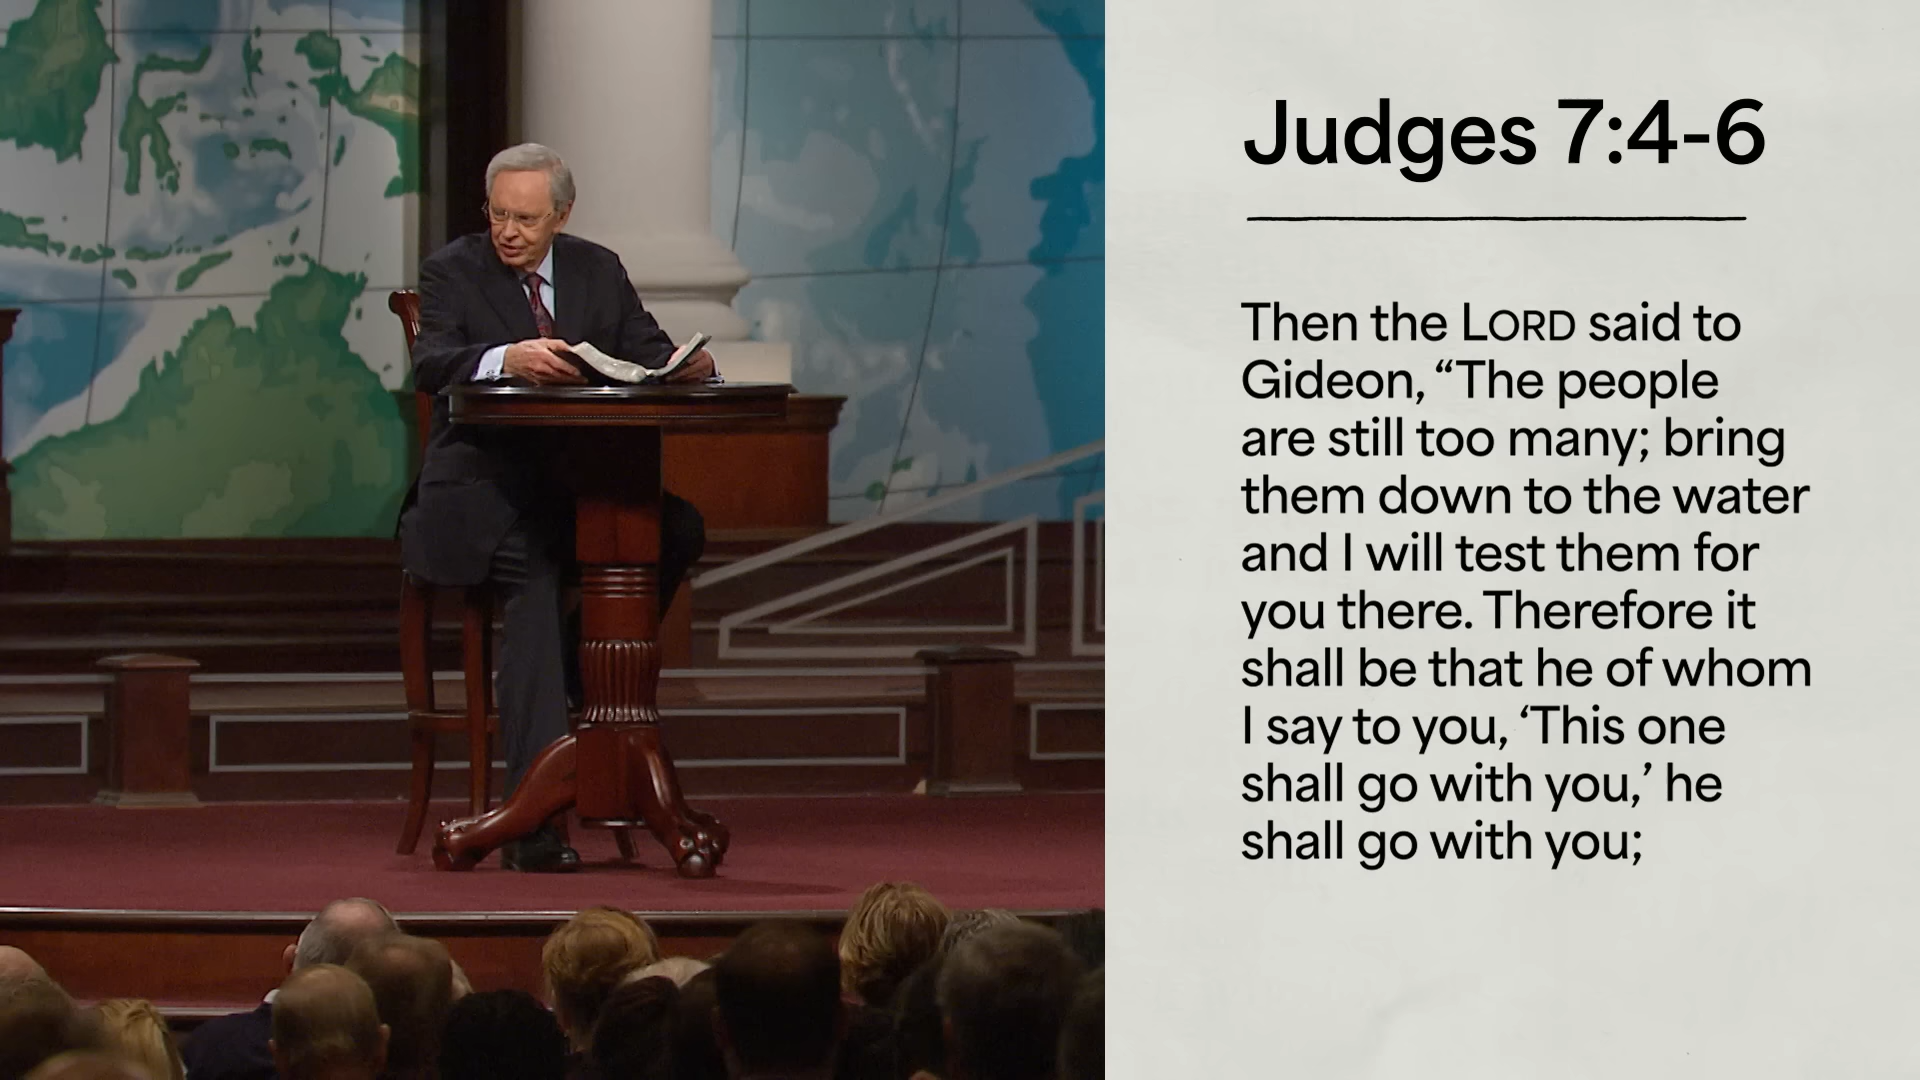 Judges 7:4-6
Then the LORD said to
Gideon, “The people
are still too many; bring
them down to the water
and I will test them for
you there. Therefore it
shall be that he of whom
I say to you, ‘This one
shall go with you,’ he
shall go with you;